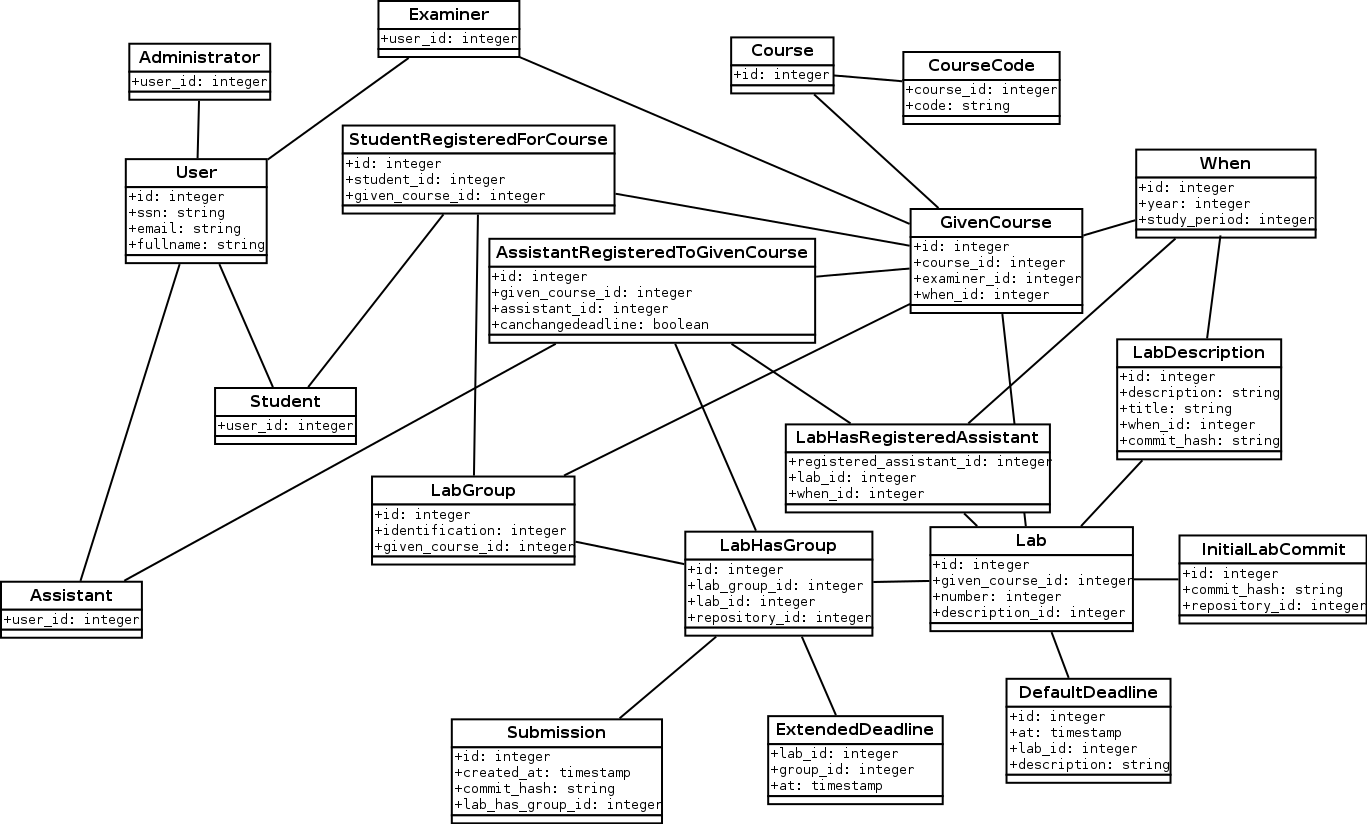 Examiner
+user_id: integer
Administrator
+user_id: integer
Course
+id: integer
CourseCode
+course_id: integer
+code: string
StudentRegisteredForCourse
+id: integer
+student_id: integer
+given_course_id: integer
User
+id: integer
+ssn: string
+email: string
+fullname: string
When
+id: integer
+year: integer
+study_period: integer
GivenCourse
+id: integer
+course_id: integer
+examiner_id: integer
+when_id: integer
AssistantRegisteredToGivenCourse
+id: integer
+given_course_id: integer
+assistant_id: integer
+canchangedeadline: boolean
LabDescription
+id: integer
+description: string
+title: string
+when_id: integer
+commit_hash: string
Student
+user_id: integer
LabHasRegisteredAssistant
+registered_assistant_id: integer
+lab_id: integer
+when_id: integer
LabGroup
+id: integer
+identification: integer
+given_course_id: integer
LabHasGroup
+id: integer
+lab_group_id: integer
+lab_id: integer
+repository_id: integer
Lab
+id: integer
+given_course_id: integer
+number: integer
+description_id: integer
InitialLabCommit
+id: integer
+commit_hash: string
+repository_id: integer
Assistant
+user_id: integer
DefaultDeadline
+id: integer
+at: timestamp
+lab_id: integer
+description: string
Submission
+id: integer
+created_at: timestamp
+commit_hash: string
+lab_has_group_id: integer
ExtendedDeadline
+lab_id: integer
+group_id: integer
+at: timestamp